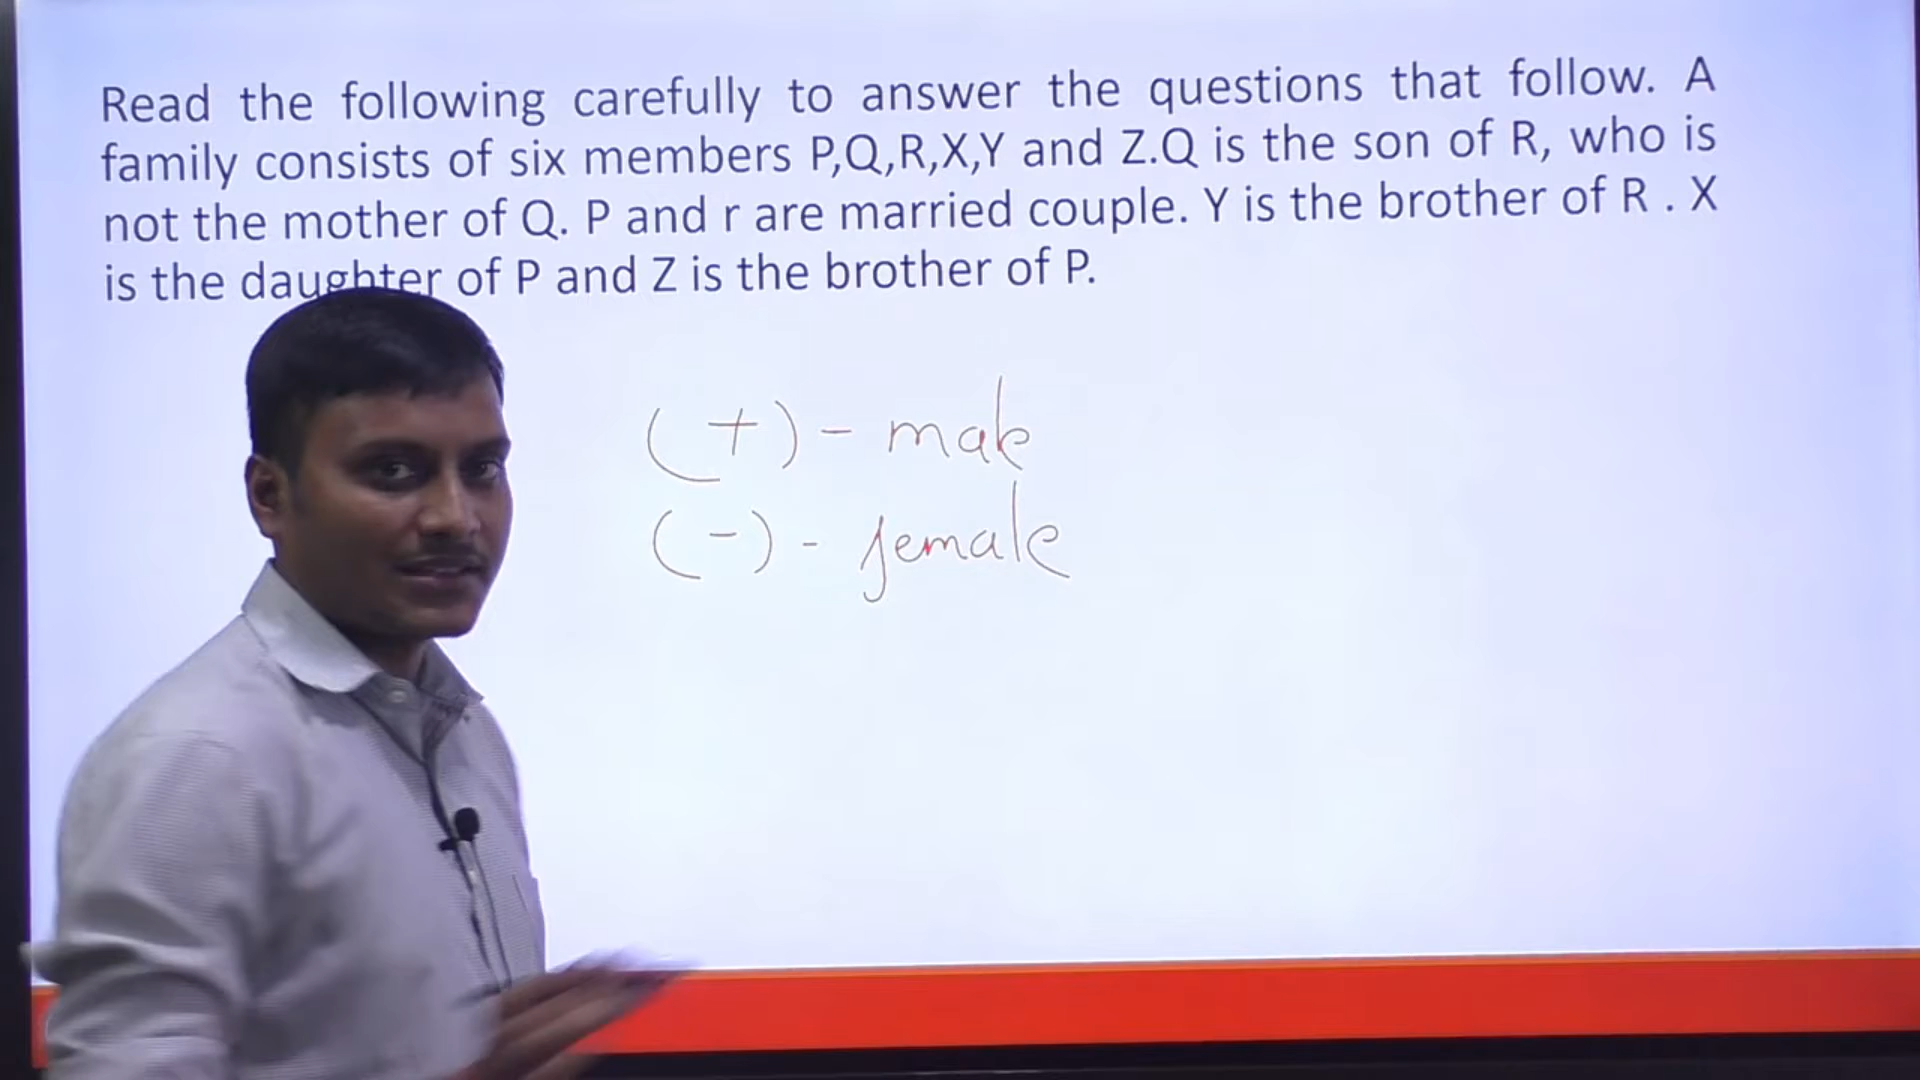 Read the following carefully to answer the questions that follow. A
family consists of six members P,Q,R,X,Y and Z.Q is the son of R, who is
not the mother of Q. P and r are married couple. Y is the brother of R . X
is the daughter of P and Z is the brother of P.
(+) - male
(-) - female